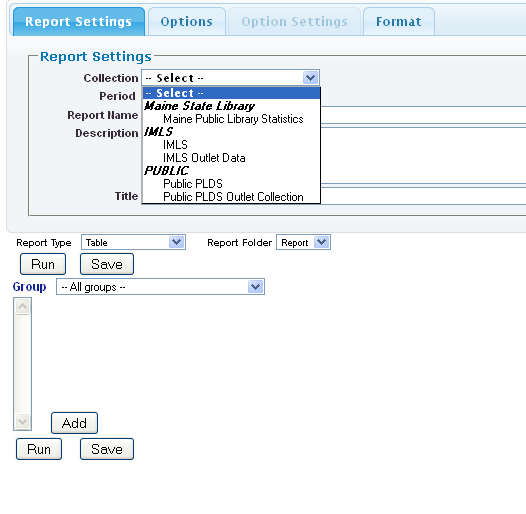 Report Settings Options Option Settings Format
Report Settings
Collection -- Select --
-- Select --
Period
Maine State Library
Report Name
Maine Public Library Statistics
Description
IMLS
IMLS
IMLS Outlet Data
PUBLIC
Public PLDS
Title
Public PLDS Outlet Collection
Report Type Table Report Folder Report
Run Save
Group -- All groups --
Add
Run Save